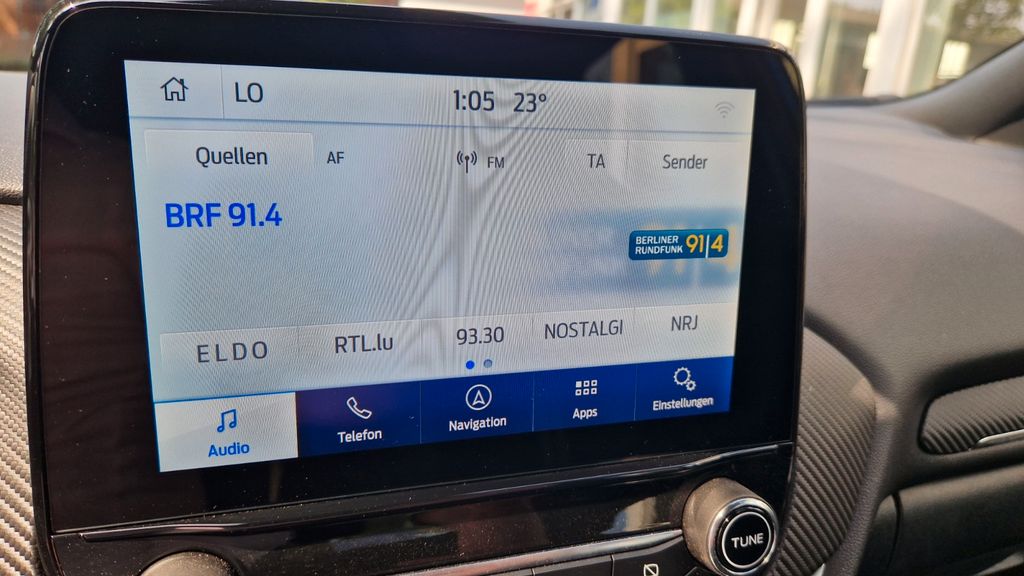 LO 1:05 23°
Quellen AF FM TA Sender
BRF 91.4
BERLINER
RUNDFUNK 91|4
ELDO RTL.lu 93.30 NOSTALGI NRJ
Audio Telefon Navigation Apps Einstellungen
TUNE